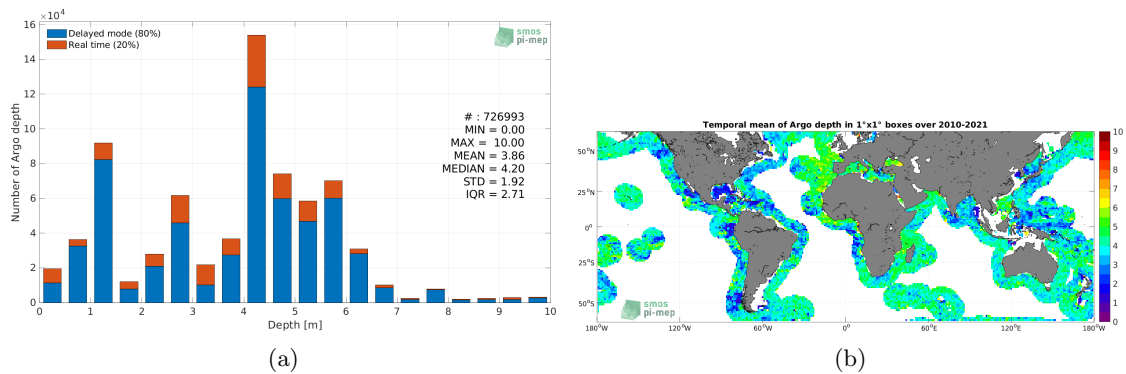 ×10⁴
16
14
12
10
8
6
4
2
0
Number of Argo depth
Delayed mode (80%)
Real time (20%)
smos
pi-mep
# : 726993
MIN = 0.00
MAX = 10.00
MEAN = 3.86
MEDIAN = 4.20
STD = 1.92
IQR = 2.71
0 1 2 3 4 5 6 7 8 9 10
Depth [m]
(a)
Temporal mean of Argo depth in 1°x1° boxes over 2010-2021
50°N
25°N
0°
25°S
50°S
smos
pi-mep
180°W 120°W 60°W 0° 60°E 120°E 180°W
10
9
8
7
6
5
4
3
2
1
0
(b)